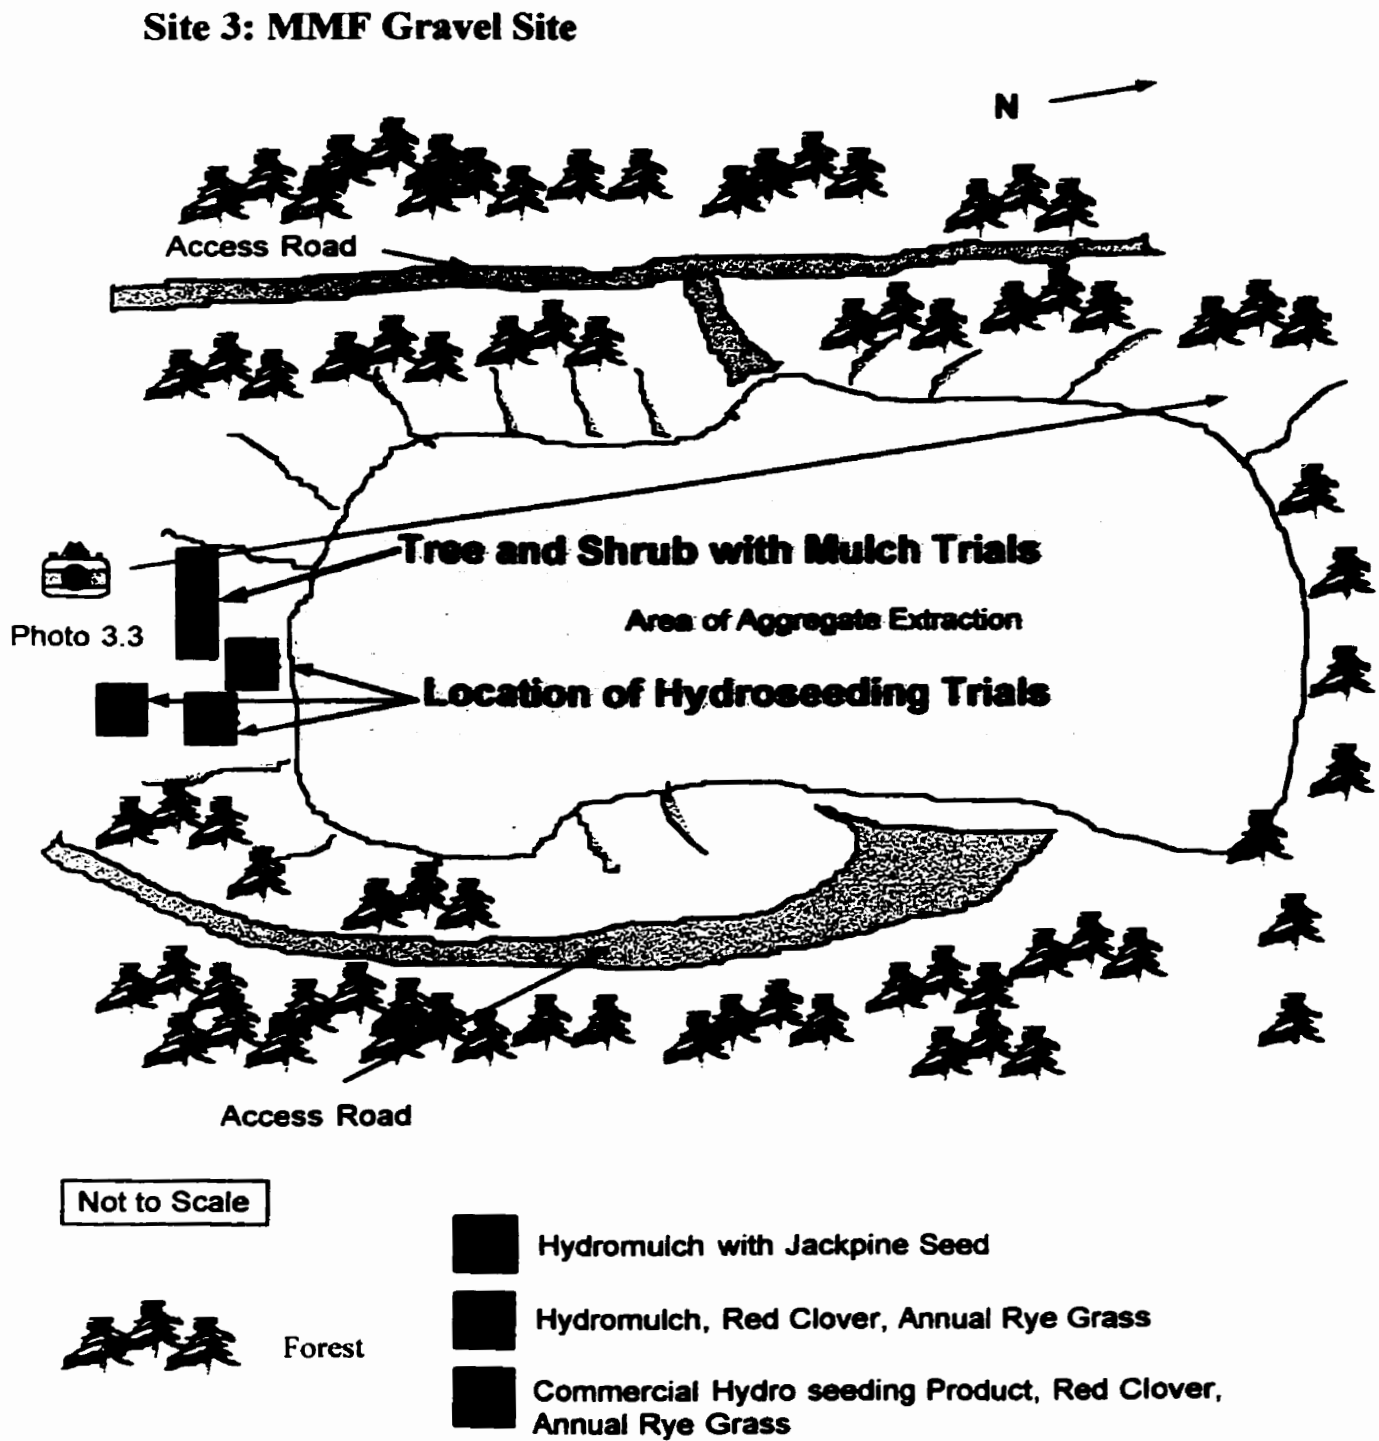 Site 3: MMF Gravel Site
N
Access Road
Tree and Shrub with Mulch Trials
Area of Aggregate Extraction
Photo 3.3
Location of Hydroseeding Trials
Access Road
Not to Scale
Hydromulch with Jackpine Seed
Hydromulch, Red Clover, Annual Rye Grass
Forest
Commercial Hydro seeding Product, Red Clover,
Annual Rye Grass